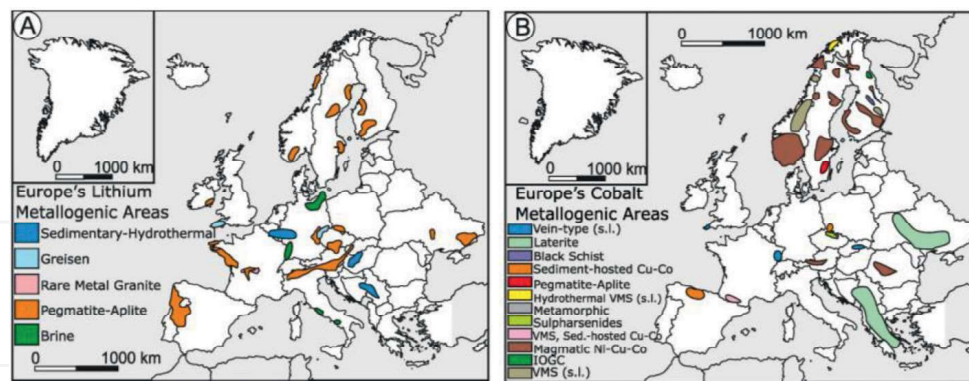 A
0 1000 km
Europe's Lithium
Metallogenic Areas
Sedimentary-Hydrothermal
Greisen
Rare Metal Granite
Pegmatite-Aplite
Brine
0 1000 km
B
0 1000 km
0 1000 km
Europe's Cobalt
Metallogenic Areas
Vein-type (s.l.)
Laterite
Black Schist
Sediment-hosted Cu-Co
Pegmatite-Aplite
Hydrothermal VMS (s.l.)
Metamorphic
Sulpharsenides
VMS, Sed.-hosted Cu-Co
Magmatic Ni-Cu-Co
IOGC
VMS (s.l.)